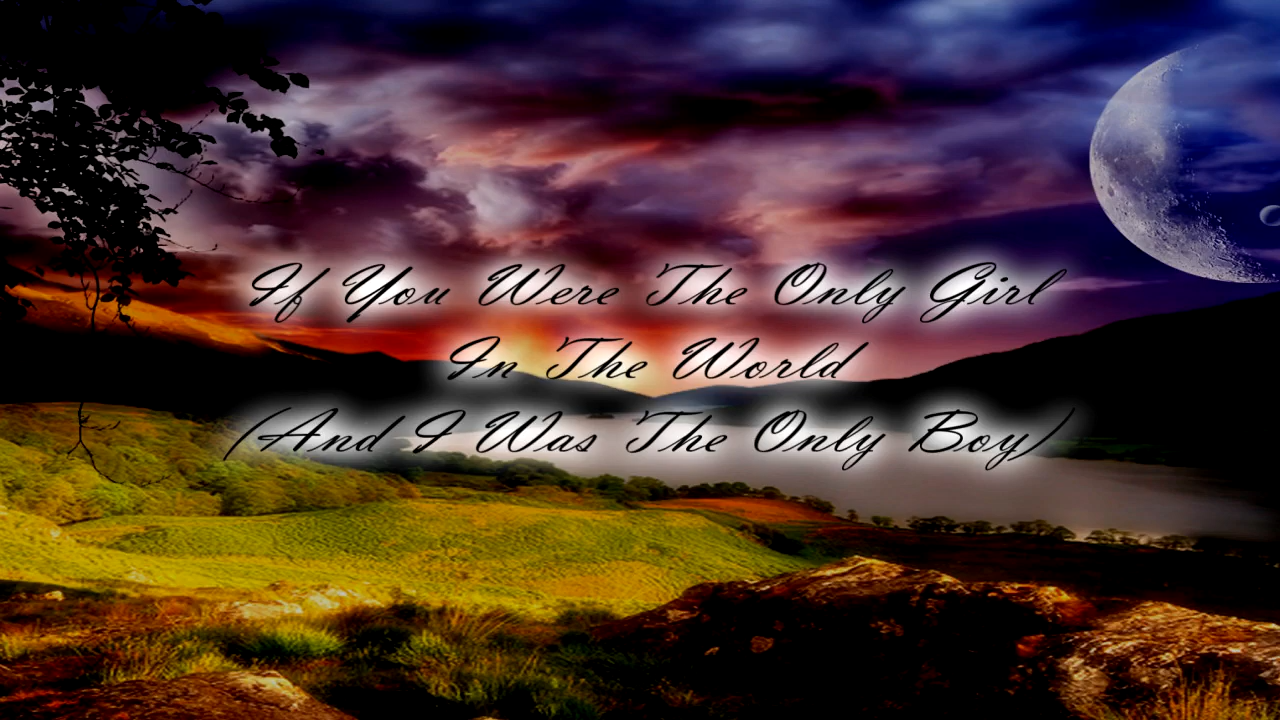 If You Were The Only Girl
In The World
(And I Was The Only Boy)